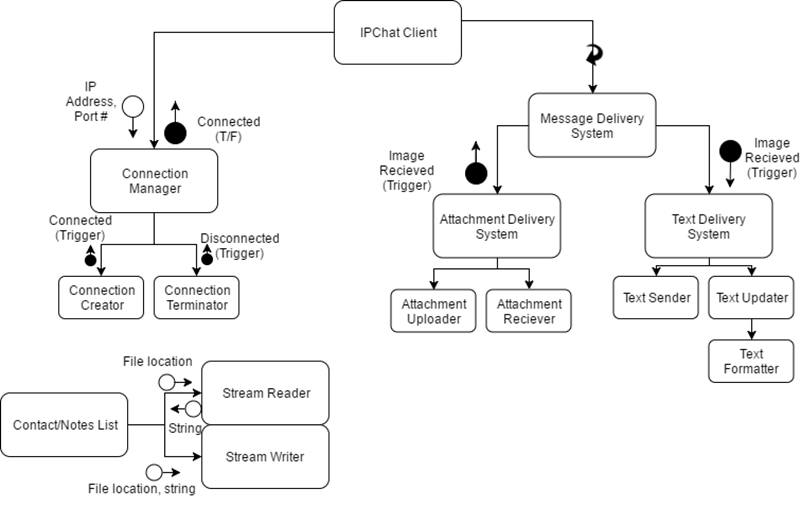 IPChat Client
IP
Address,
Port #
Connected
(T/F)
Message Delivery
System
Connection
Manager
Image
Recieved
(Trigger)
Image
Recieved
(Trigger)
Connected
(Trigger)
Disconnected
(Trigger)
Attachment Delivery
System
Text Delivery
System
Connection
Creator
Connection
Terminator
Attachment
Uploader
Attachment
Reciever
Text Sender
Text Updater
Text
Formatter
File location
Stream Reader
Contact/Notes List
String
Stream Writer
File location, string